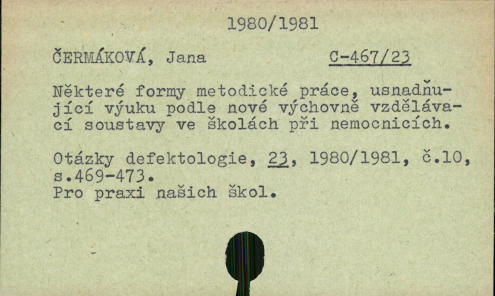 1980/1981
ČERMÁKOVÁ, Jana C-467/23
Některé formy metodické práce, usnadňu-
jící výuku podle nové výchovně vzděláva-
cí soustavy ve školách při nemocnicích.
Otázky defektologie, 23, 1980/1981, č.10,
s.469-473.
Pro praxi našich škol.